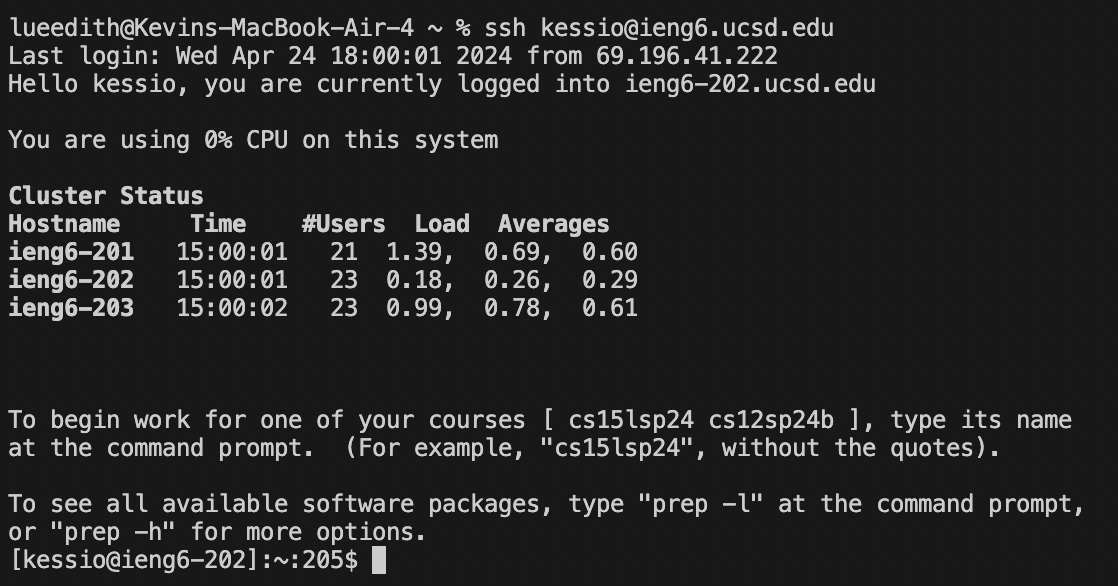 lueedith@Kevins-MacBook-Air-4 ~ % ssh kessio@ieng6.ucsd.edu
Last login: Wed Apr 24 18:00:01 2024 from 69.196.41.222
Hello kessio, you are currently logged into ieng6-202.ucsd.edu
You are using 0% CPU on this system
Cluster Status
Hostname     Time    #Users  Load  Averages
ieng6-201   15:00:01   21  1.39,  0.69,  0.60
ieng6-202   15:00:01   23  0.18,  0.26,  0.29
ieng6-203   15:00:02   23  0.99,  0.78,  0.61
To begin work for one of your courses [ cs15lsp24 cs12sp24b ], type its name
at the command prompt.  (For example, "cs15lsp24", without the quotes).
To see all available software packages, type "prep -l" at the command prompt,
or "prep -h" for more options.
[kessio@ieng6-202]:~:205$